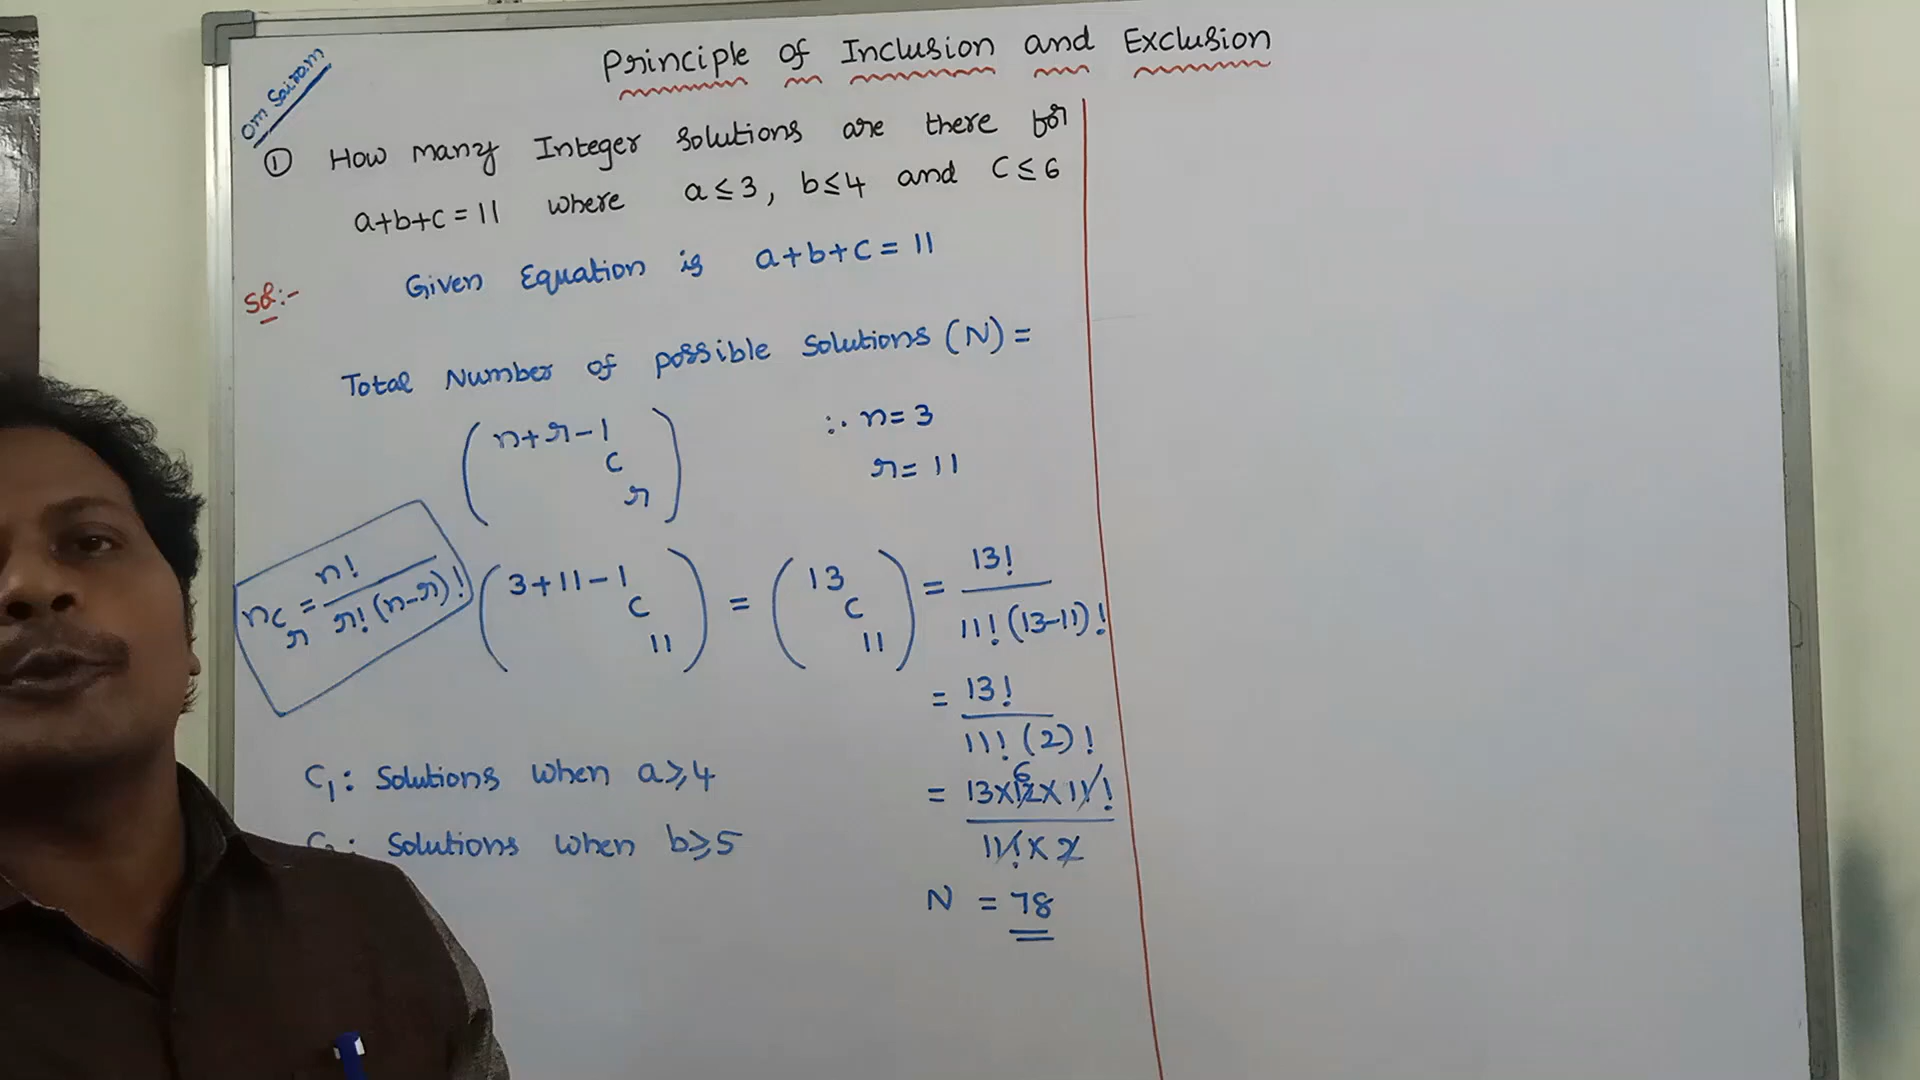 Om Sairam
Principle of Inclusion and Exclusion
① How many Integer solutions are there for
a+b+c = 11 where a ≤ 3, b ≤ 4 and C ≤ 6
Sol:- Given Equation is a+b+c = 11
Total Number of possible Solutions (N) =
(n+r-1 C r) ∴ n = 3
r = 11
nCr = n! / r! (n-r)!
(3+11-1 C 11) = (13 C 11) = 13! / 11! (13-11)!
= 13! / 11! (2)!
= 13×12×11! / 11!×2
6
C₁: Solutions when a ≥ 4
Solutions when b ≥ 5
N = 78